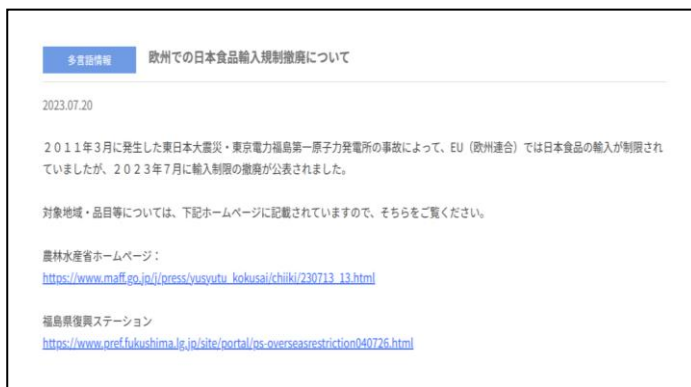 多言語情報 欧州での日本食品輸入規制撤廃について
2023.07.20
２０１１年３月に発生した東日本大震災・東京電力福島第一原子力発電所の事故によって、EU（欧州連合）では日本食品の輸入が制限され
ていましたが、２０２３年７月に輸入制限の撤廃が公表されました。
対象地域・品目等については、下記ホームページに記載されていますので、そちらをご覧ください。
農林水産省ホームページ：
https://www.maff.go.jp/j/press/yusyutu_kokusai/chiiki/230713_13.html
福島県復興ステーション
https://www.pref.fukushima.lg.jp/site/portal/ps-overseasrestriction040726.html